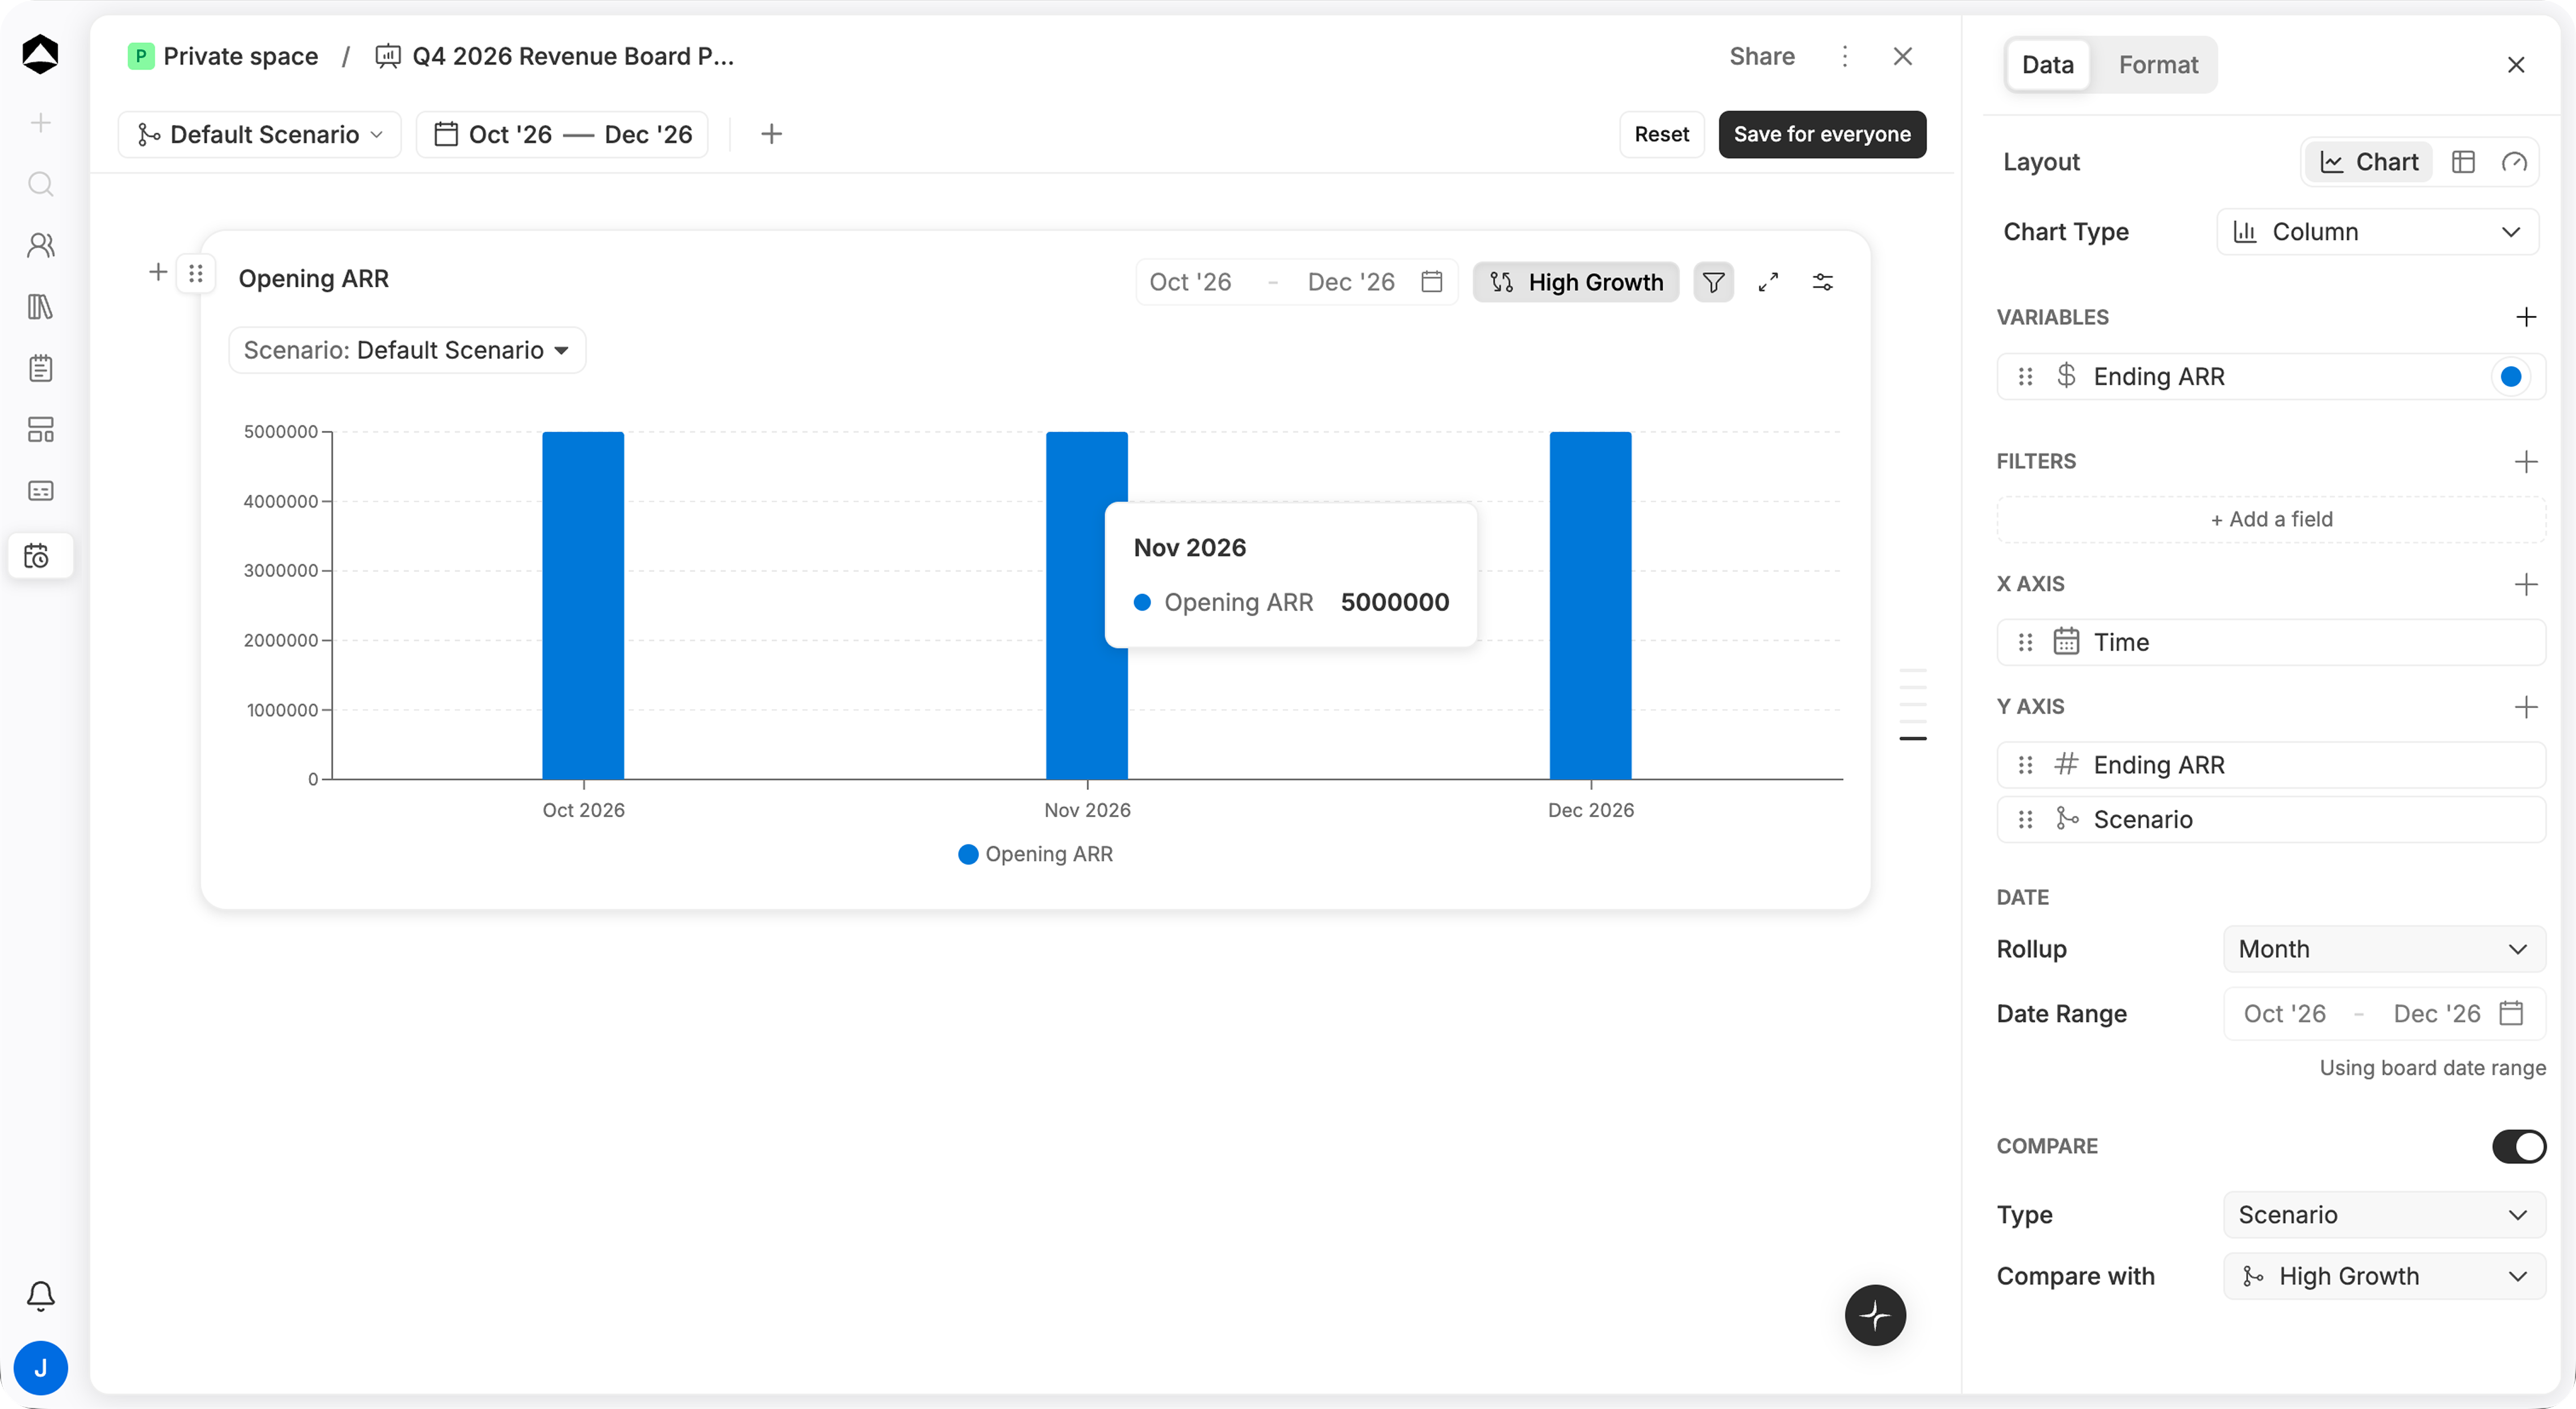 P Private space / Q4 2026 Revenue Board P...
Share
Default Scenario
Oct '26 — Dec '26
Reset
Save for everyone
Opening ARR
Oct '26 - Dec '26
High Growth
Scenario: Default Scenario
5000000
4000000
3000000
2000000
1000000
0
Nov 2026
Opening ARR 5000000
Oct 2026
Nov 2026
Dec 2026
Opening ARR
J
Data
Format
Layout
Chart
Chart Type
Column
VARIABLES
$ Ending ARR
FILTERS
+ Add a field
X AXIS
Time
Y AXIS
# Ending ARR
Scenario
DATE
Rollup
Month
Date Range
Oct '26 - Dec '26
Using board date range
COMPARE
Type
Scenario
Compare with
High Growth